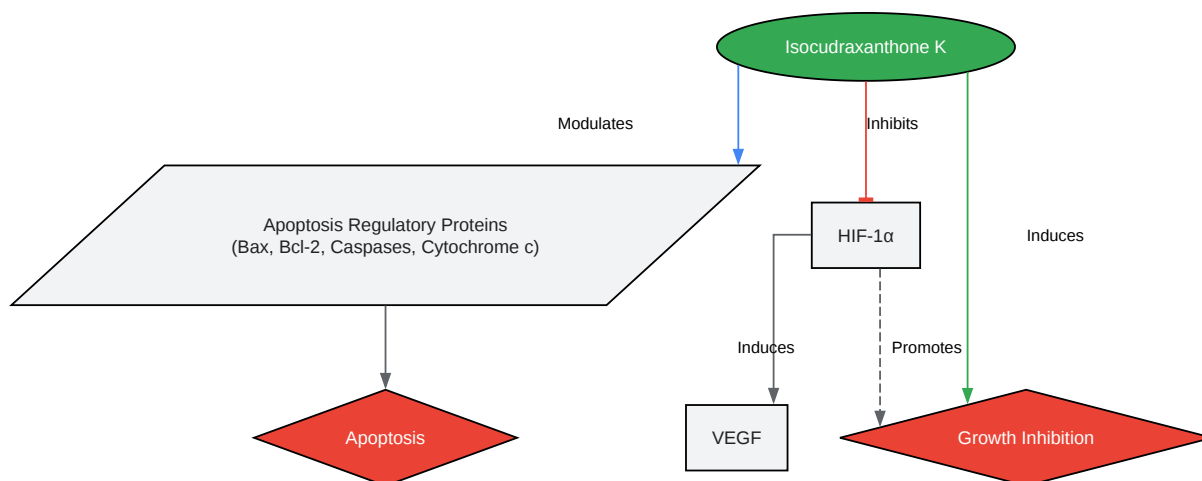 Isocudraxanthone K
Modulates
Inhibits
Apoptosis Regulatory Proteins
(Bax, Bcl-2, Caspases, Cytochrome c)
HIF-1α
Induces
Induces
Promotes
Apoptosis
VEGF
Growth Inhibition